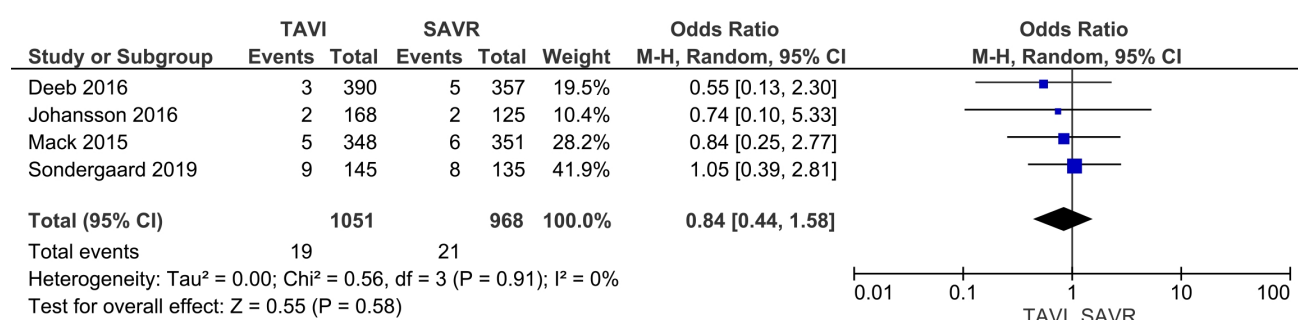 TAVI SAVR Odds Ratio Odds Ratio
Study or Subgroup Events Total Events Total Weight M-H, Random, 95% CI M-H, Random, 95% CI
Deeb 2016 3 390 5 357 19.5% 0.55 [0.13, 2.30]
Johansson 2016 2 168 2 125 10.4% 0.74 [0.10, 5.33]
Mack 2015 5 348 6 351 28.2% 0.84 [0.25, 2.77]
Sondergaard 2019 9 145 8 135 41.9% 1.05 [0.39, 2.81]
Total (95% CI) 1051 968 100.0% 0.84 [0.44, 1.58]
Total events 19 21
Heterogeneity: Tau² = 0.00; Chi² = 0.56, df = 3 (P = 0.91); I² = 0%
Test for overall effect: Z = 0.55 (P = 0.58)
0.01 0.1 1 10 100
TAVI SAVR